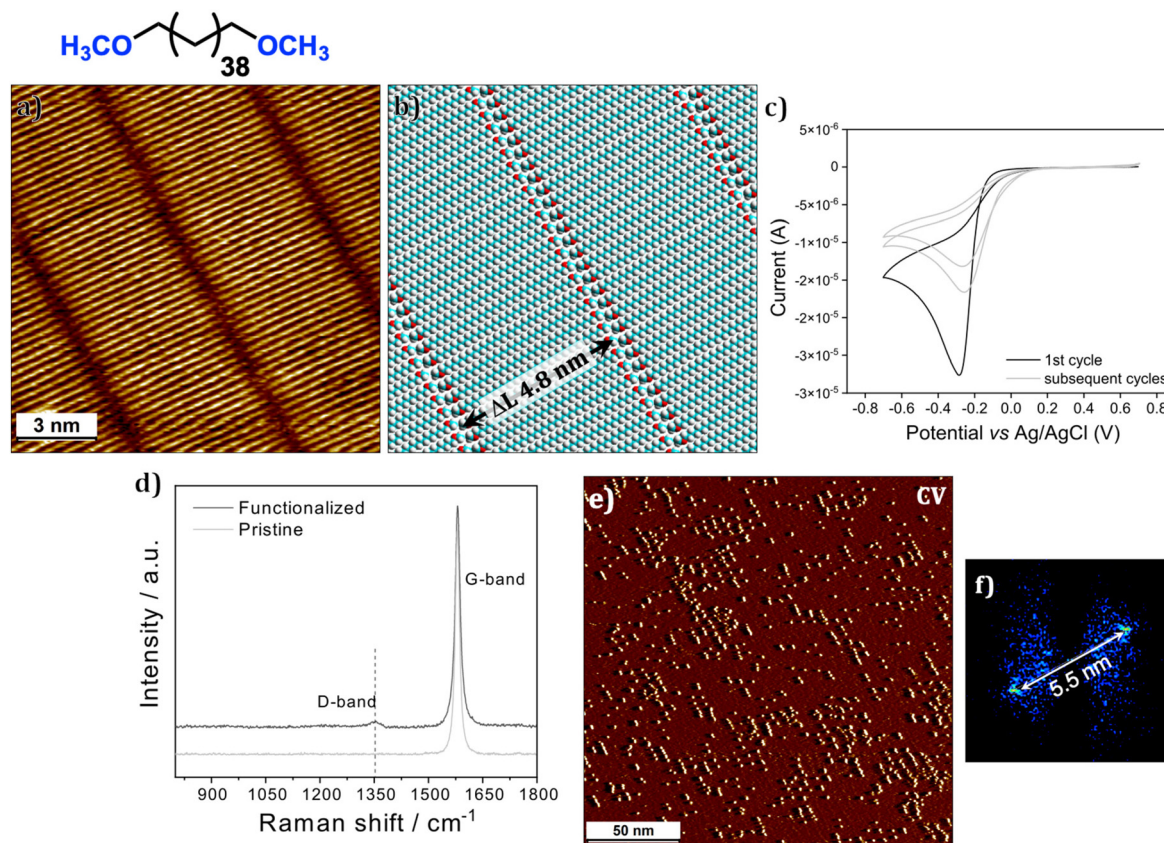 H3CO OCH3
38
a)
3 nm
b)
ΔL 4.8 nm
c)
5×10-6
0
-5×10-6
-1×10-5
-2×10-5
-2×10-5
-3×10-5
-3×10-5
Current (A)
1st cycle
subsequent cycles
-0.8 -0.6 -0.4 -0.2 0.0 0.2 0.4 0.6 0.8
Potential vs Ag/AgCl (V)
d)
Functionalized
Pristine
G-band
D-band
Intensity / a.u.
900 1050 1200 1350 1500 1650 1800
Raman shift / cm-1
e)
CV
50 nm
f)
5.5 nm